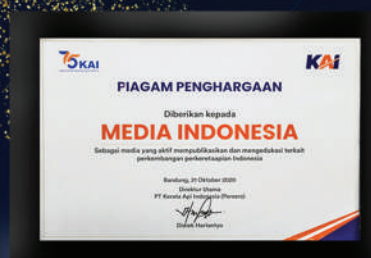 75 KAI
KAI
PIAGAM PENGHARGAAN
Diberikan kepada
MEDIA INDONESIA
Sebagai media yang aktif mempublikasikan dan mengedukasi terkait
perkembangan perkeretaapian Indonesia
Bandung, 21 Oktober 2020
Direktur Utama
PT Kereta Api Indonesia (Persero)
Didiek Hartantyo